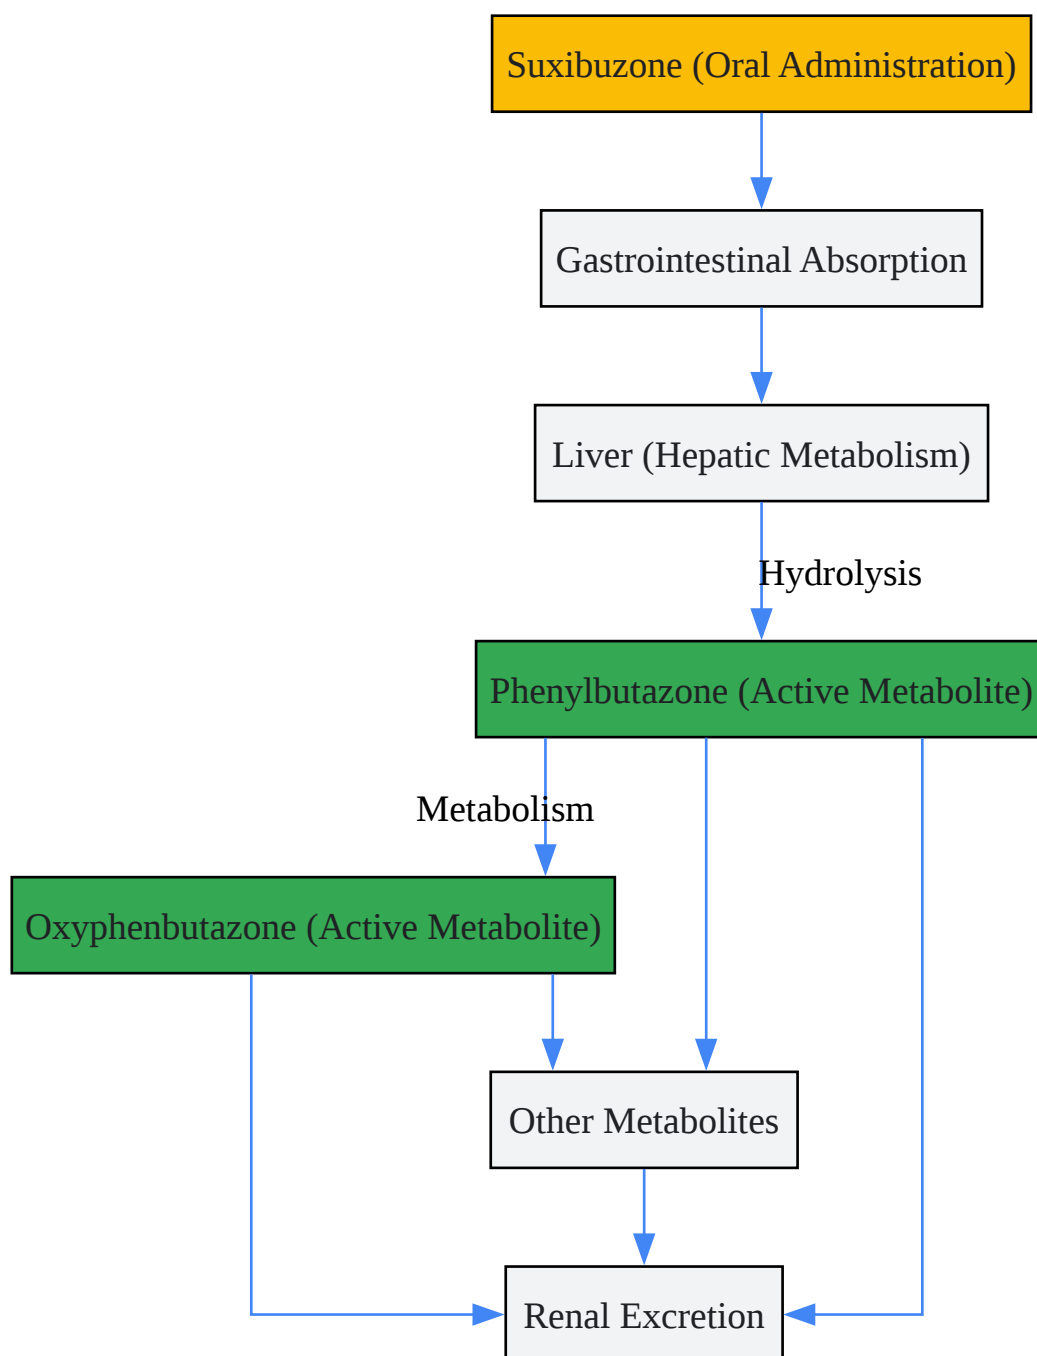 Suxibuzone (Oral Administration)
Gastrointestinal Absorption
Liver (Hepatic Metabolism)
Hydrolysis
Phenylbutazone (Active Metabolite)
Metabolism
Oxyphenbutazone (Active Metabolite)
Other Metabolites
Renal Excretion